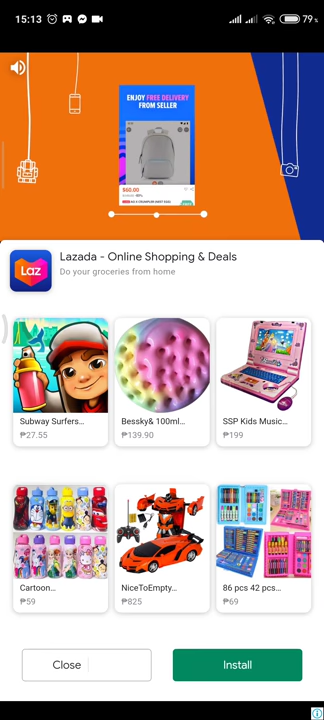 15:13
79%
ENJOY FREE DELIVERY
FROM SELLER
$60.00
Laz
Lazada - Online Shopping & Deals
Do your groceries from home
Subway Surfers...
₱27.55
Bessky& 100ml...
₱139.90
SSP Kids Music...
₱199
Cartoon...
₱59
NiceToEmpty...
₱825
86 pcs 42 pcs...
₱69
Close
Install